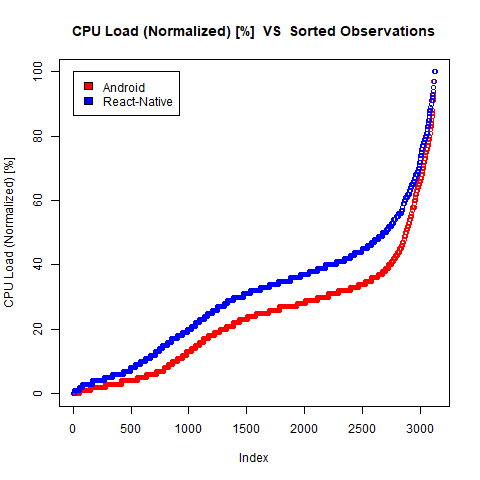 CPU Load (Normalized) [%]  VS  Sorted Observations
CPU Load (Normalized) [%]
100
80
60
40
20
0
Android
React-Native
0 500 1000 1500 2000 2500 3000
Index